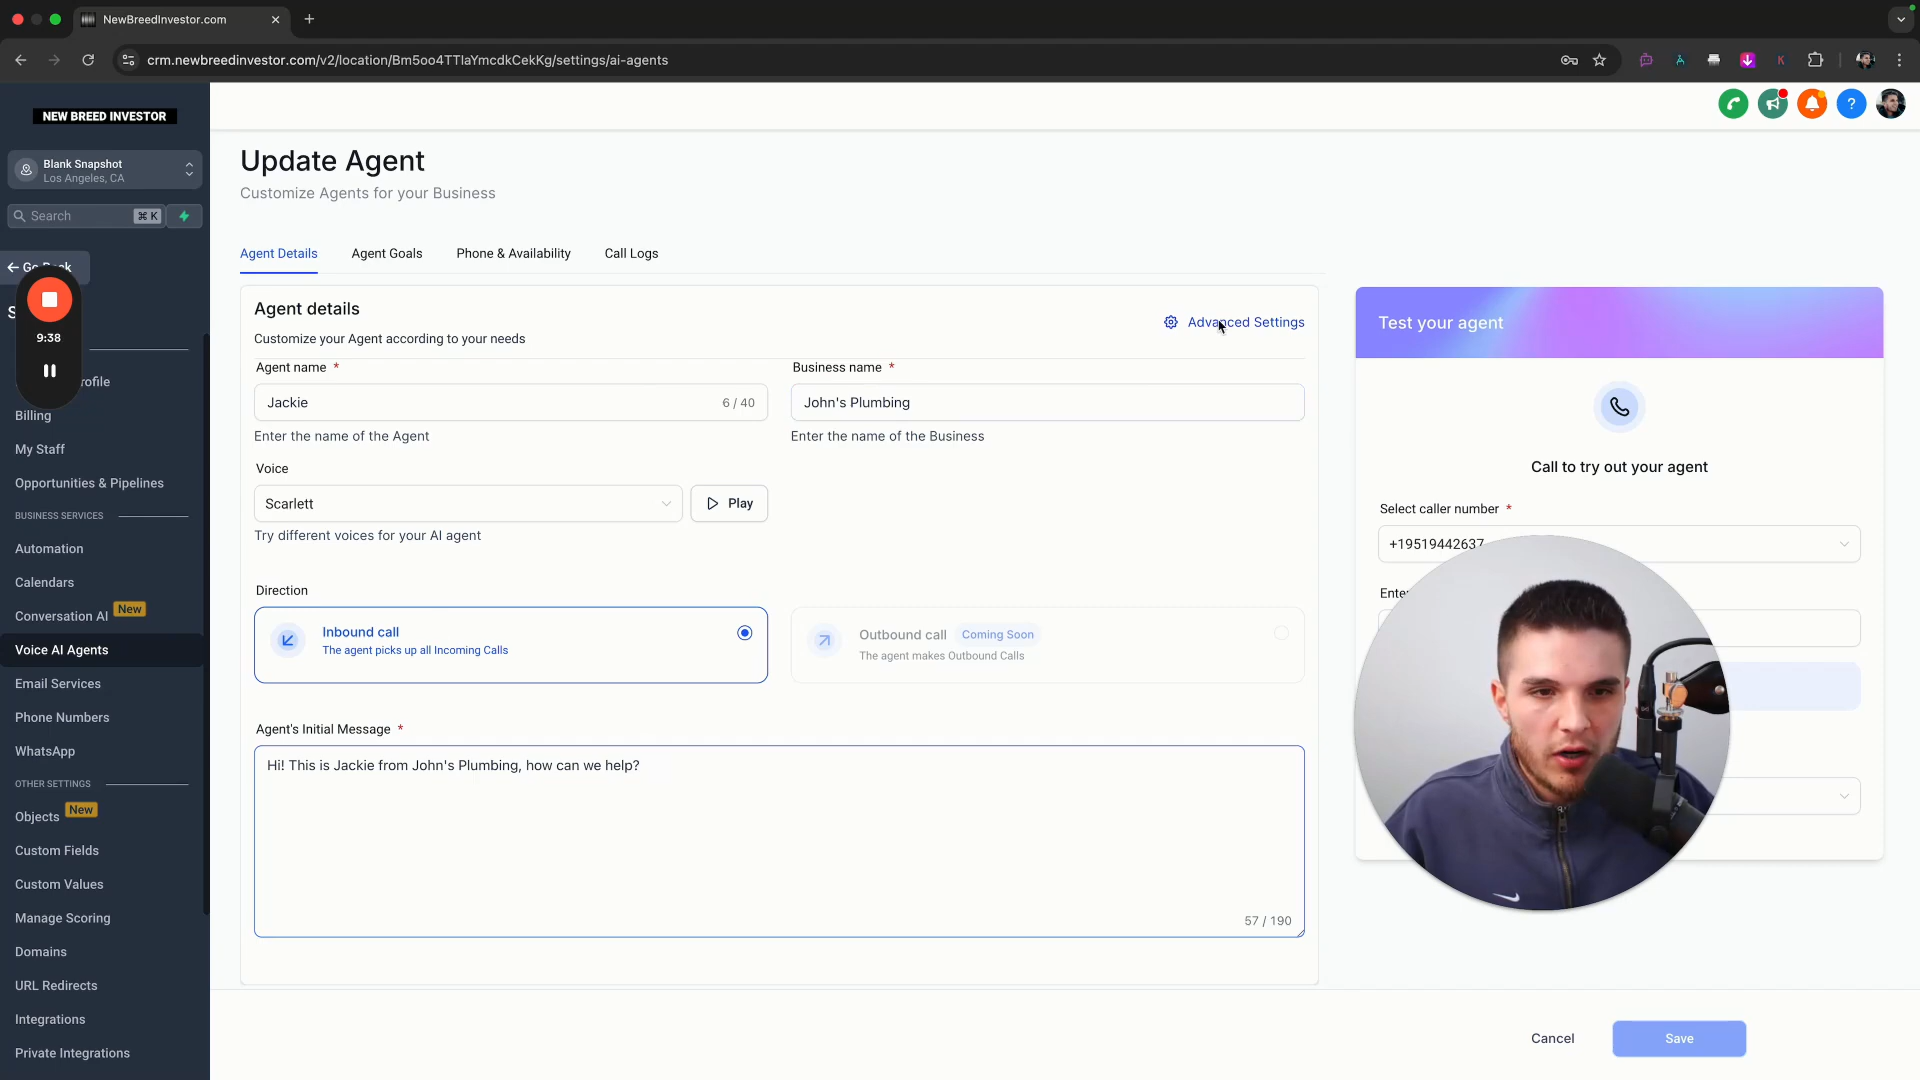 NewBreedInvestor.com
crm.newbreedinvestor.com/v2/location/Bm5oo4TTlaYmcdkCekKg/settings/ai-agents
NEW BREED INVESTOR
Blank Snapshot
Los Angeles, CA
Search
⌘ K
Go Back
9:38
Billing
My Staff
Opportunities & Pipelines
BUSINESS SERVICES
Automation
Calendars
Conversation AI New
Voice AI Agents
Email Services
Phone Numbers
WhatsApp
OTHER SETTINGS
Objects New
Custom Fields
Custom Values
Manage Scoring
Domains
URL Redirects
Integrations
Private Integrations
Update Agent
Customize Agents for your Business
Agent Details
Agent Goals
Phone & Availability
Call Logs
Agent details
Customize your Agent according to your needs
Advanced Settings
Agent name *
Jackie
6 / 40
Enter the name of the Agent
Business name *
John's Plumbing
Enter the name of the Business
Voice
Scarlett
Play
Try different voices for your AI agent
Direction
Inbound call
The agent picks up all Incoming Calls
Outbound call Coming Soon
The agent makes Outbound Calls
Agent's Initial Message *
Hi! This is Jackie from John's Plumbing, how can we help?
57 / 190
Test your agent
Call to try out your agent
Select caller number *
+19519442637
Cancel
Save